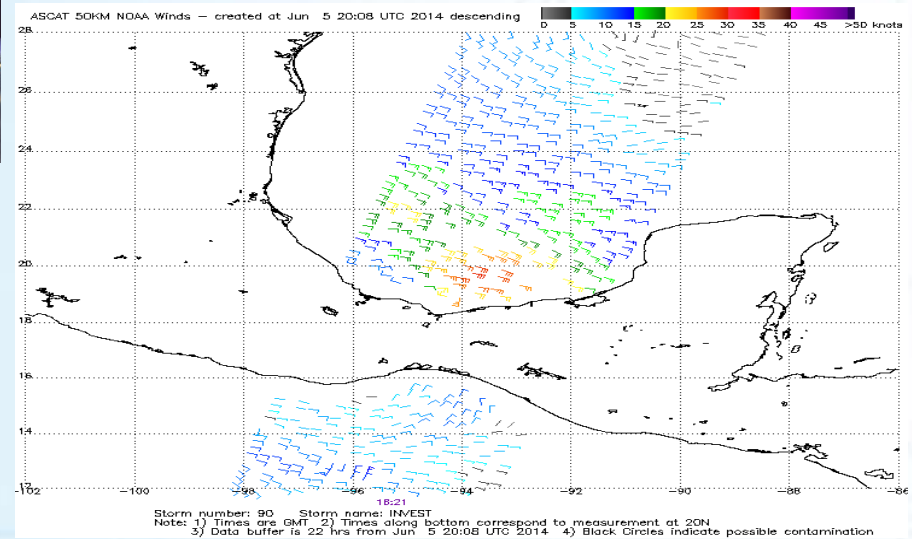 ASCAT 50KM NOAA Winds – created at Jun 5 20:08 UTC 2014 descending
0 5 10 15 20 25 30 35 40 45 >50 knots
28
26
24
22
20
18
16
14
12
-102 -100 -98 -96 -94 -92 -90 -88 -86
18:21
Storm number: 90 Storm name: INVEST
Note: 1) Times are GMT 2) Times along bottom correspond to measurement at 20N
3) Data buffer is 22 hrs from Jun 5 20:08 UTC 2014 4) Black Circles indicate possible contamination